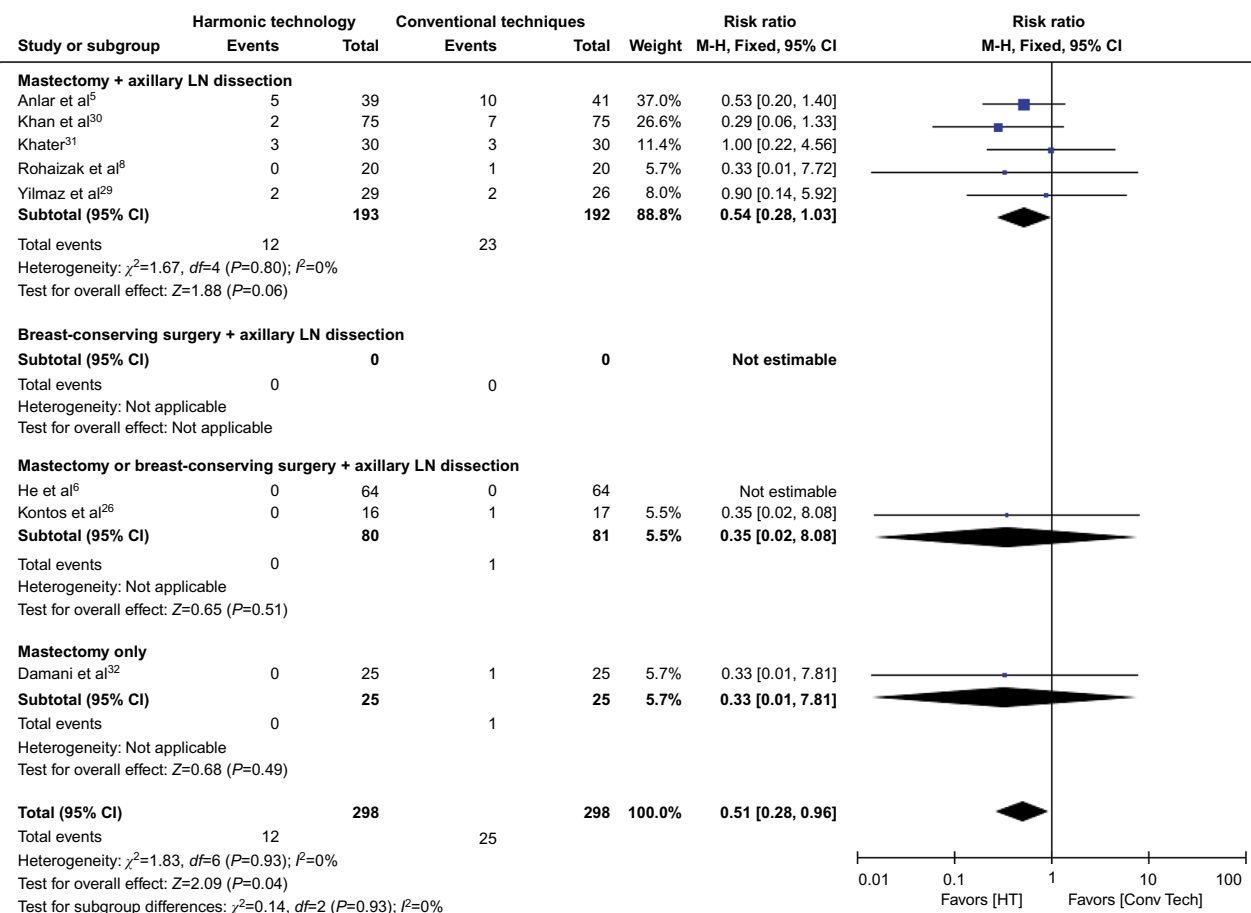 Harmonic technology Conventional techniques Risk ratio Risk ratio
Study or subgroup Events Total Events Total Weight M-H, Fixed, 95% CI M-H, Fixed, 95% CI
Mastectomy + axillary LN dissection
Anlar et al5 5 39 10 41 37.0% 0.53 [0.20, 1.40]
Khan et al30 2 75 7 75 26.6% 0.29 [0.06, 1.33]
Khater31 3 30 3 30 11.4% 1.00 [0.22, 4.56]
Rohaizak et al8 0 20 1 20 5.7% 0.33 [0.01, 7.72]
Yilmaz et al29 2 29 2 26 8.0% 0.90 [0.14, 5.92]
Subtotal (95% CI) 193 192 88.8% 0.54 [0.28, 1.03]
Total events 12 23
Heterogeneity: χ2=1.67, df=4 (P=0.80); I2=0%
Test for overall effect: Z=1.88 (P=0.06)
Breast-conserving surgery + axillary LN dissection
Subtotal (95% CI) 0 0 Not estimable
Total events 0 0
Heterogeneity: Not applicable
Test for overall effect: Not applicable
Mastectomy or breast-conserving surgery + axillary LN dissection
He et al6 0 64 0 64 Not estimable
Kontos et al26 0 16 1 17 5.5% 0.35 [0.02, 8.08]
Subtotal (95% CI) 80 81 5.5% 0.35 [0.02, 8.08]
Total events 0 1
Heterogeneity: Not applicable
Test for overall effect: Z=0.65 (P=0.51)
Mastectomy only
Damani et al32 0 25 1 25 5.7% 0.33 [0.01, 7.81]
Subtotal (95% CI) 25 25 5.7% 0.33 [0.01, 7.81]
Total events 0 1
Heterogeneity: Not applicable
Test for overall effect: Z=0.68 (P=0.49)
Total (95% CI) 298 298 100.0% 0.51 [0.28, 0.96]
Total events 12 25
Heterogeneity: χ2=1.83, df=6 (P=0.93); I2=0%
Test for overall effect: Z=2.09 (P=0.04)
Test for subgroup differences: χ2=0.14, df=2 (P=0.93); I2=0%
0.01 0.1 1 10 100
Favors [HT] Favors [Conv Tech]